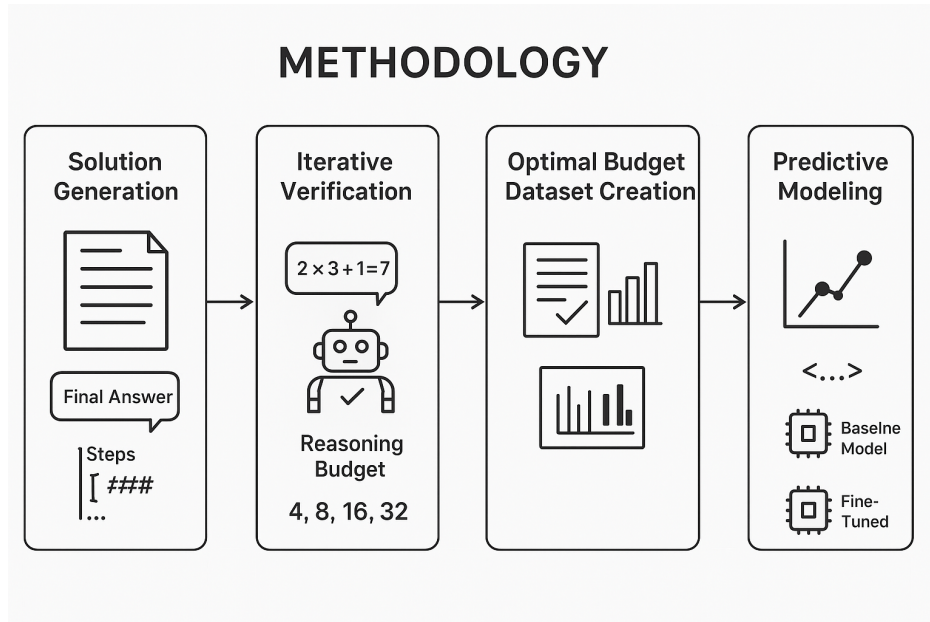 METHODOLOGY
Solution
Generation
Final Answer
Steps
###
...
Iterative
Verification
2×3+1=7
Reasoning
Budget
4, 8, 16, 32
Optimal Budget
Dataset Creation
Predictive
Modeling
<...>
Baselne
Model
Fine-
Tuned